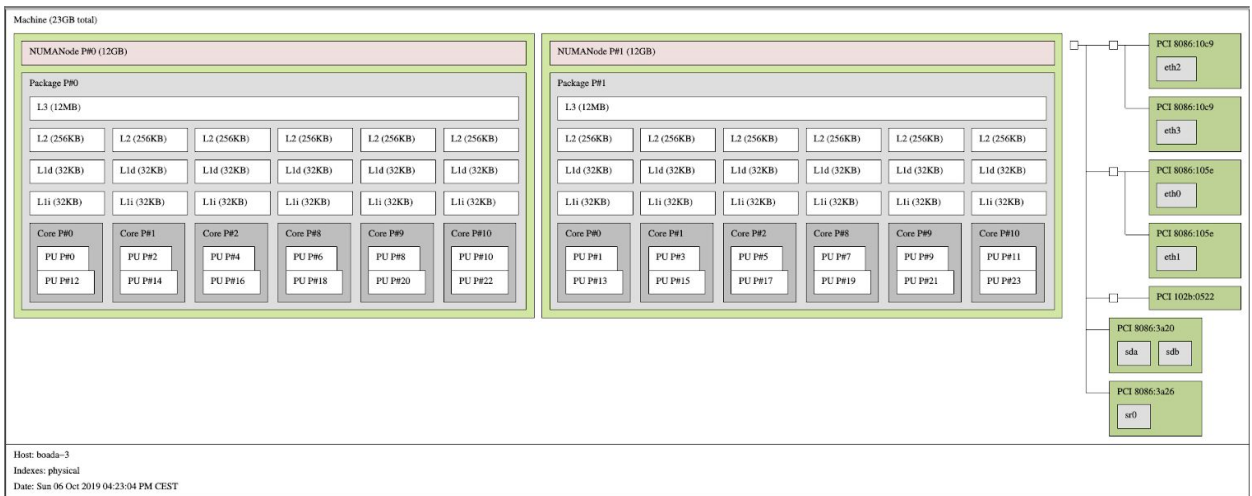 Machine (23GB total)
NUMANode P#0 (12GB)
Package P#0
L3 (12MB)
L2 (256KB) L2 (256KB) L2 (256KB) L2 (256KB) L2 (256KB) L2 (256KB)
L1d (32KB) L1d (32KB) L1d (32KB) L1d (32KB) L1d (32KB) L1d (32KB)
L1i (32KB) L1i (32KB) L1i (32KB) L1i (32KB) L1i (32KB) L1i (32KB)
Core P#0 Core P#1 Core P#2 Core P#8 Core P#9 Core P#10
PU P#0 PU P#2 PU P#4 PU P#6 PU P#8 PU P#10
PU P#12 PU P#14 PU P#16 PU P#18 PU P#20 PU P#22
NUMANode P#1 (12GB)
Package P#1
L3 (12MB)
L2 (256KB) L2 (256KB) L2 (256KB) L2 (256KB) L2 (256KB) L2 (256KB)
L1d (32KB) L1d (32KB) L1d (32KB) L1d (32KB) L1d (32KB) L1d (32KB)
L1i (32KB) L1i (32KB) L1i (32KB) L1i (32KB) L1i (32KB) L1i (32KB)
Core P#0 Core P#1 Core P#2 Core P#8 Core P#9 Core P#10
PU P#1 PU P#3 PU P#5 PU P#7 PU P#9 PU P#11
PU P#13 PU P#15 PU P#17 PU P#19 PU P#21 PU P#23
PCI 8086:10c9
eth2
PCI 8086:10c9
eth3
PCI 8086:105e
eth0
PCI 8086:105e
eth1
PCI 102b:0522
PCI 8086:3a20
sda sdb
PCI 8086:3a26
sr0
Host: boada-3
Indexes: physical
Date: Sun 06 Oct 2019 04:23:04 PM CEST